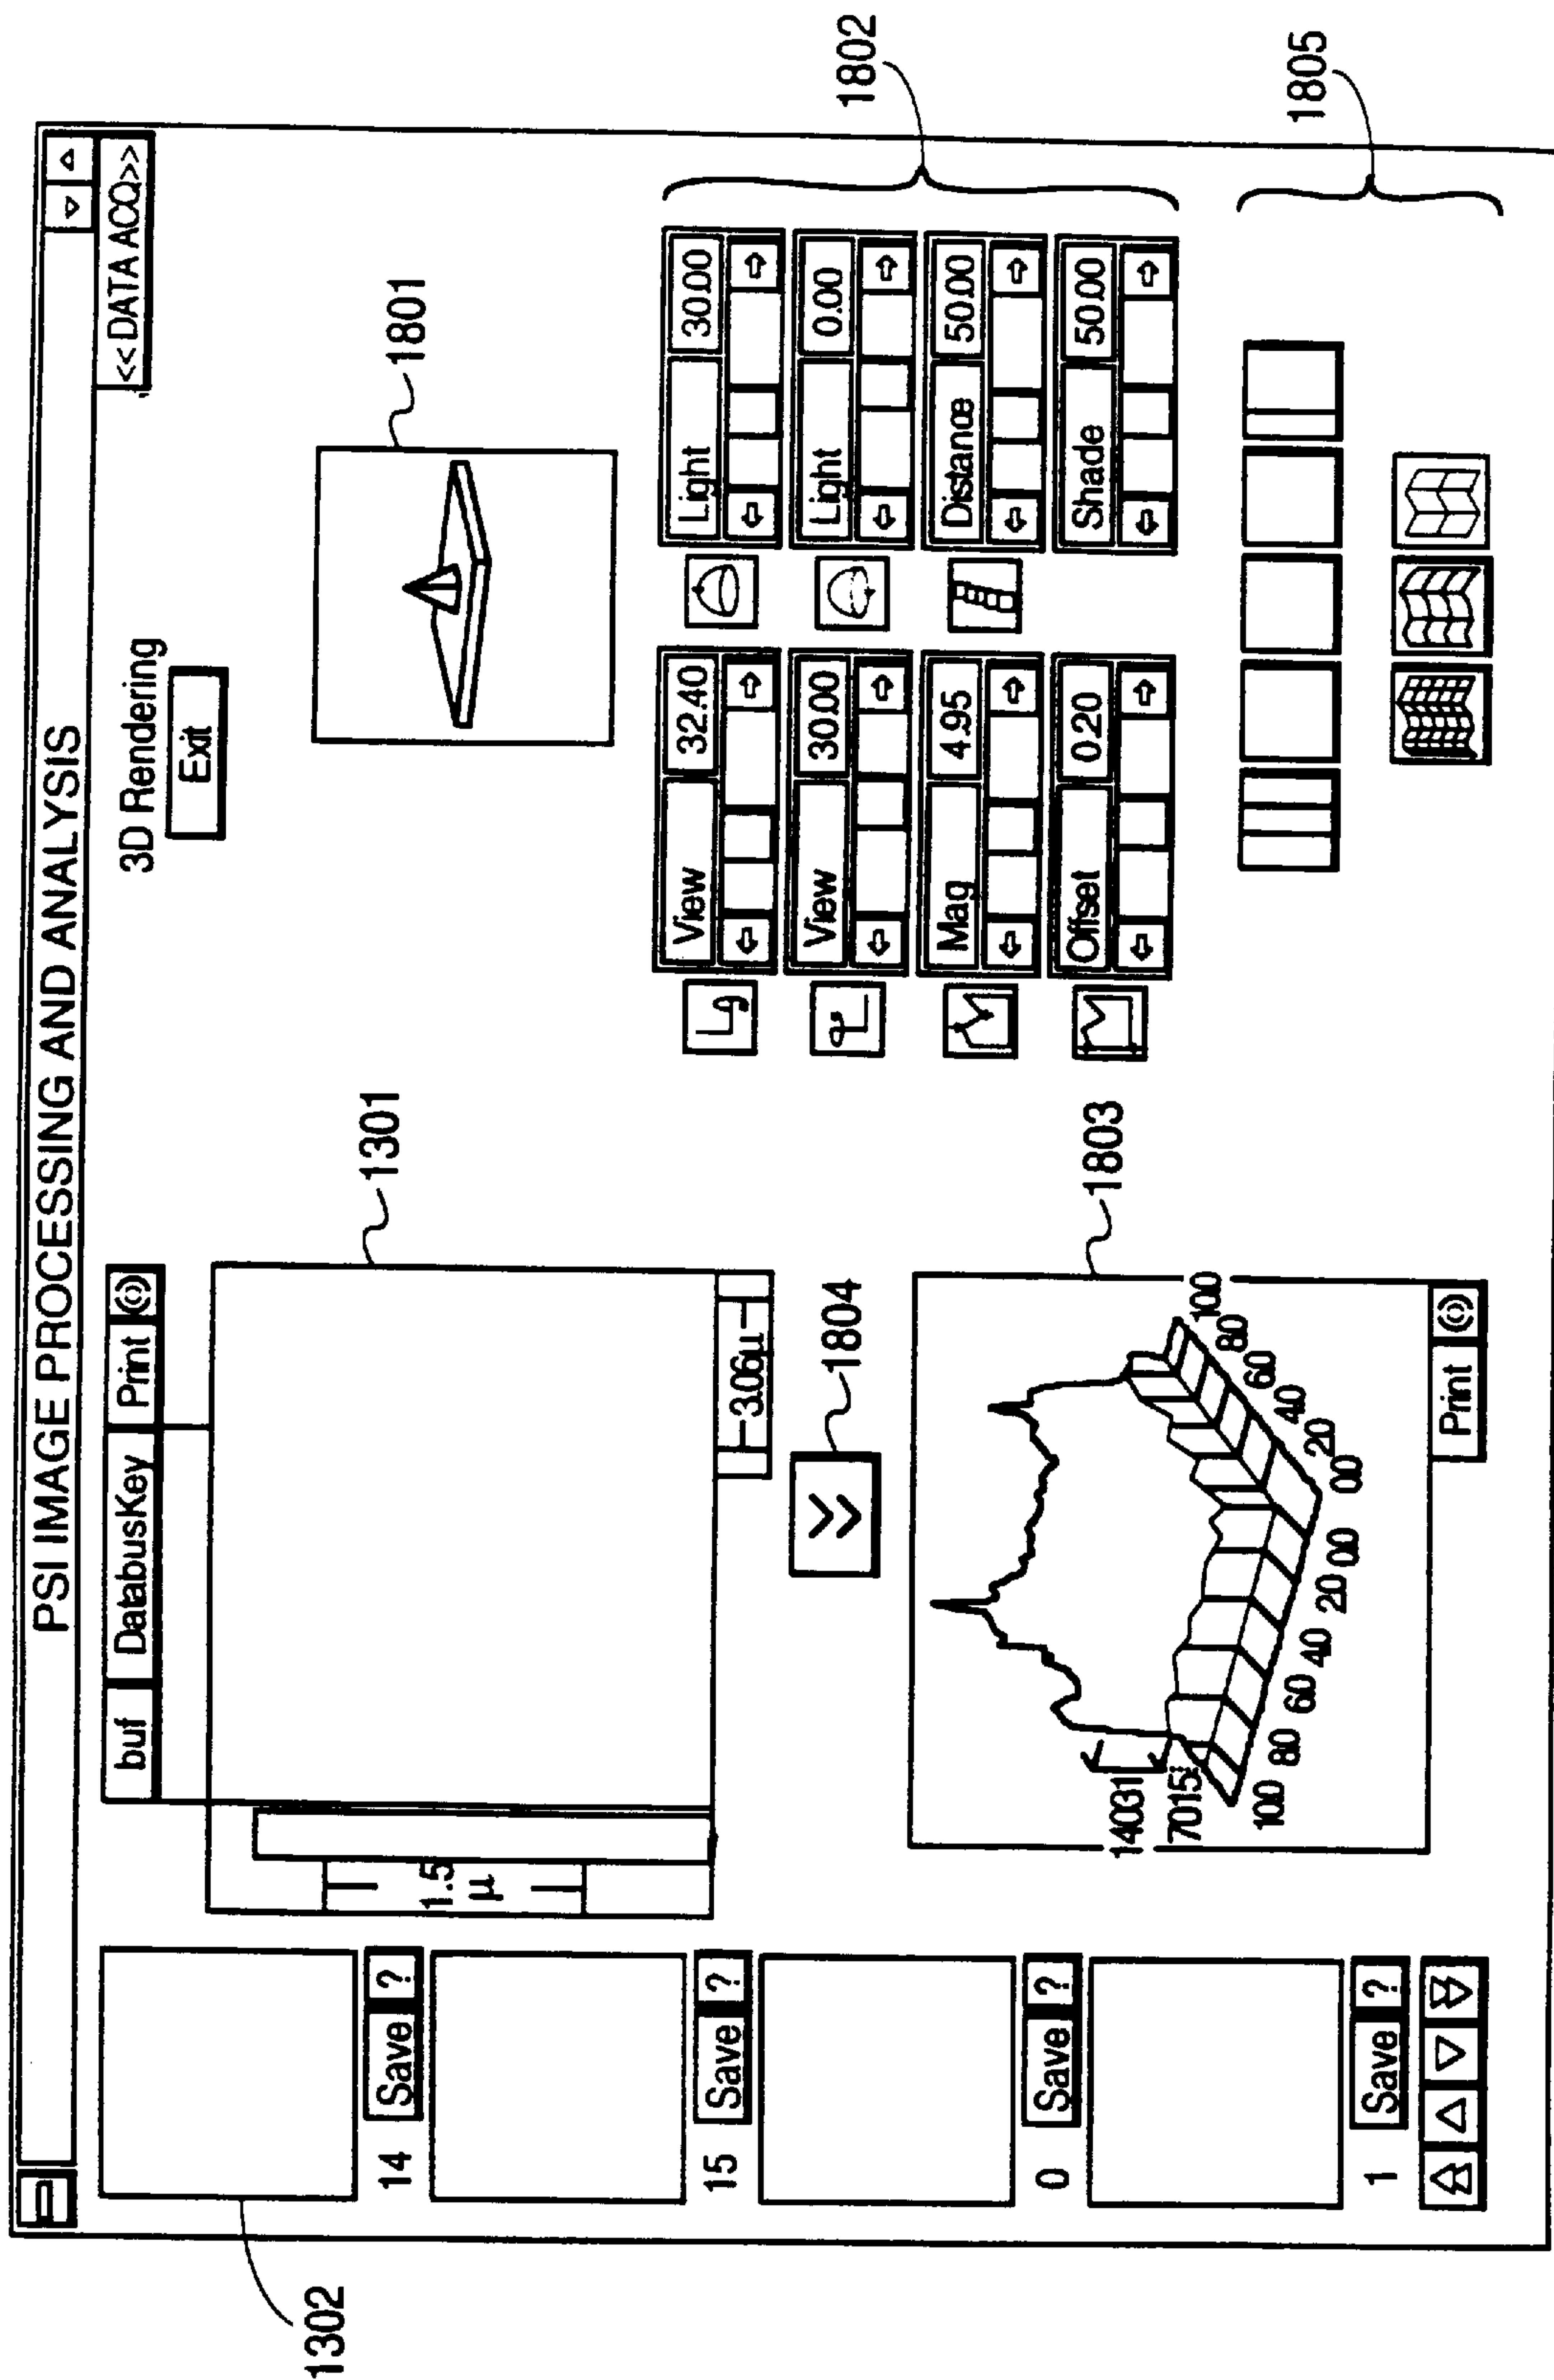 PSI IMAGE PROCESSING AND ANALYSIS
<< DATA ACQ>>
1302
14 Save ?
15 Save ?
0 Save ?
1 Save ?
buf DatabusKey Print
1301
1.5
µ
3.06µ
1804
1803
14031
7015
100 80 60 40 20 00
00 20 40 60 80 100
Print
3D Rendering
Exit
1801
View 32.40
Light 30.00
View 30.00
Light 0.00
Mag 4.95
Distance 50.00
Offset 0.20
Shade 50.00
1802
1805